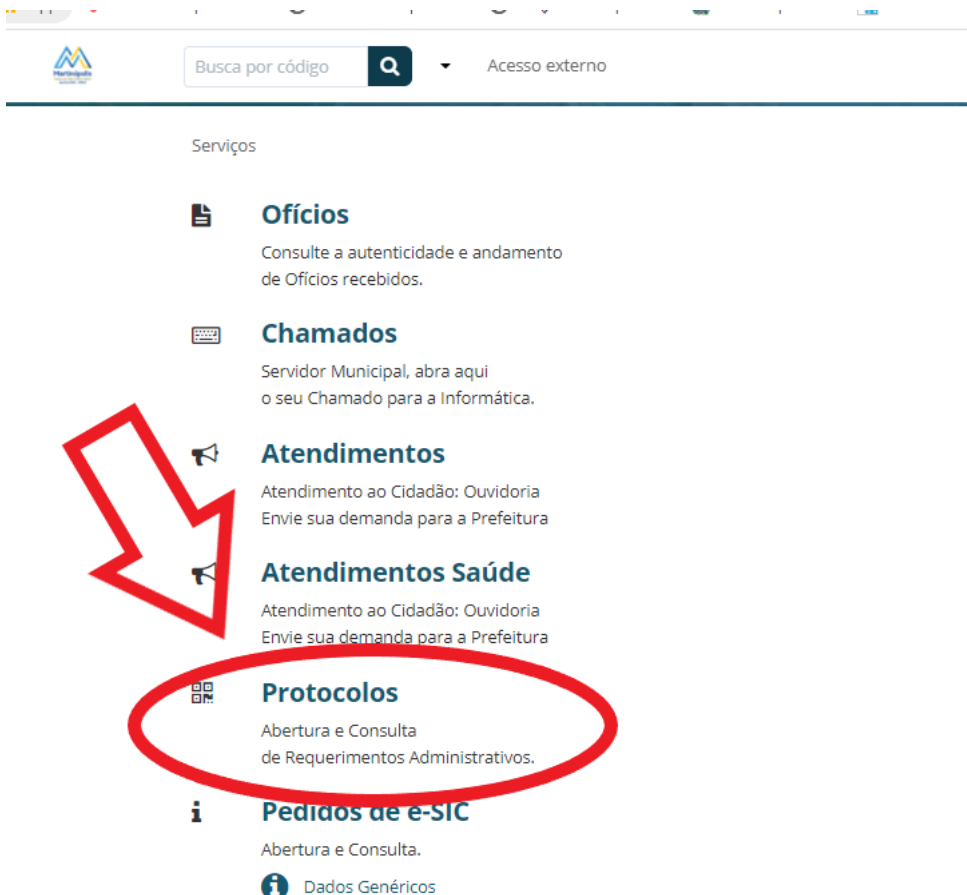 Martinópolis
Busca por código
Acesso externo
Serviços
Ofícios
Consulte a autenticidade e andamento
de Ofícios recebidos.
Chamados
Servidor Municipal, abra aqui
o seu Chamado para a Informática.
Atendimentos
Atendimento ao Cidadão: Ouvidoria
Envie sua demanda para a Prefeitura
Atendimentos Saúde
Atendimento ao Cidadão: Ouvidoria
Envie sua demanda para a Prefeitura
Protocolos
Abertura e Consulta
de Requerimentos Administrativos.
Pedidos de e-SIC
Abertura e Consulta.
Dados Genéricos